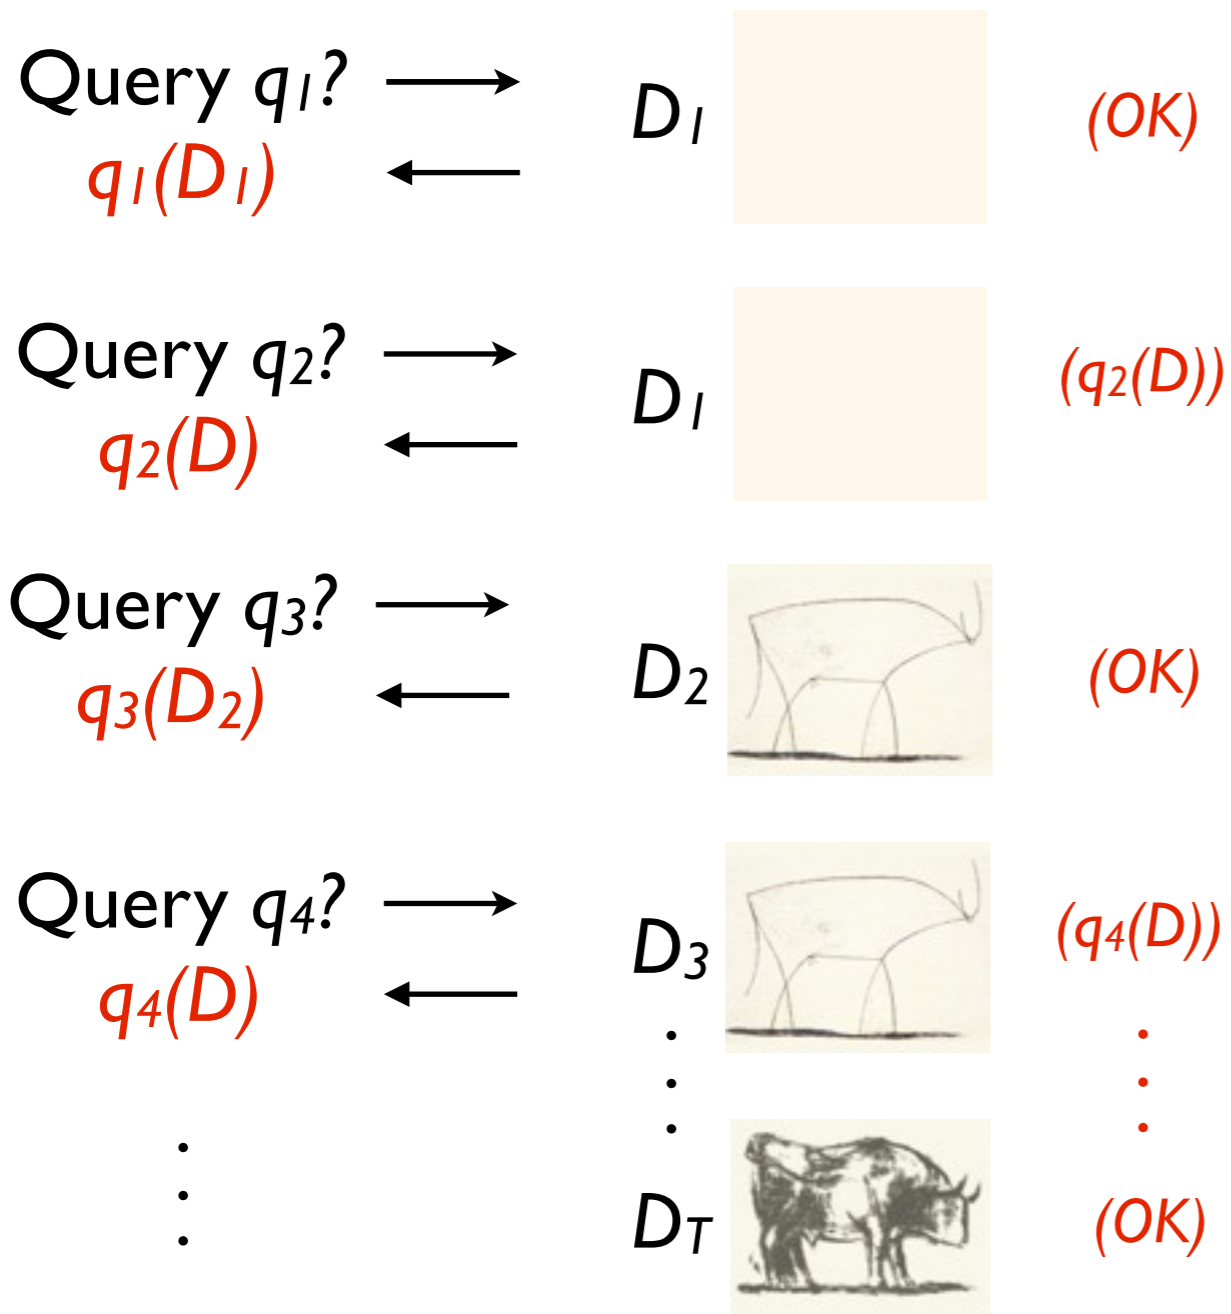 Query q₁?
q₁(D₁)
D₁
(OK)
Query q₂?
q₂(D)
D₁
(q₂(D))
Query q₃?
q₃(D₂)
D₂
(OK)
Query q₄?
q₄(D)
D₃
(q₄(D))
D_T
(OK)